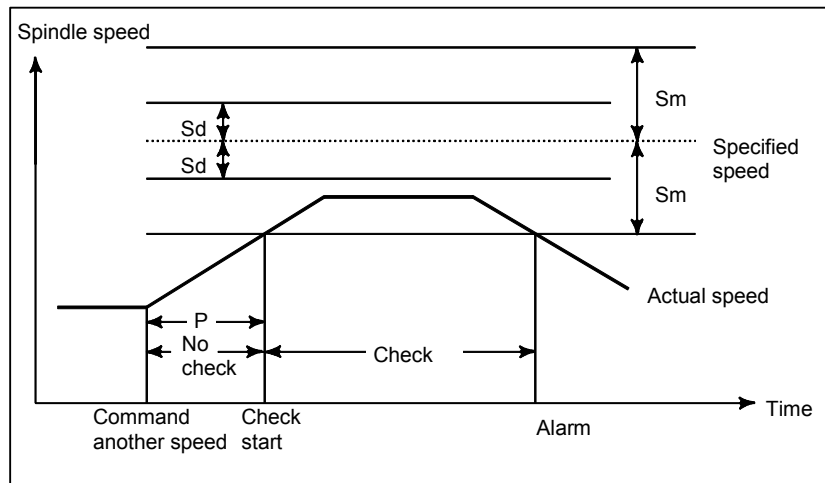 Spindle speed
Sm
Sd
Sd
Specified
speed
Sm
Actual speed
P
No
check
Check
Time
Command
another speed
Check
start
Alarm